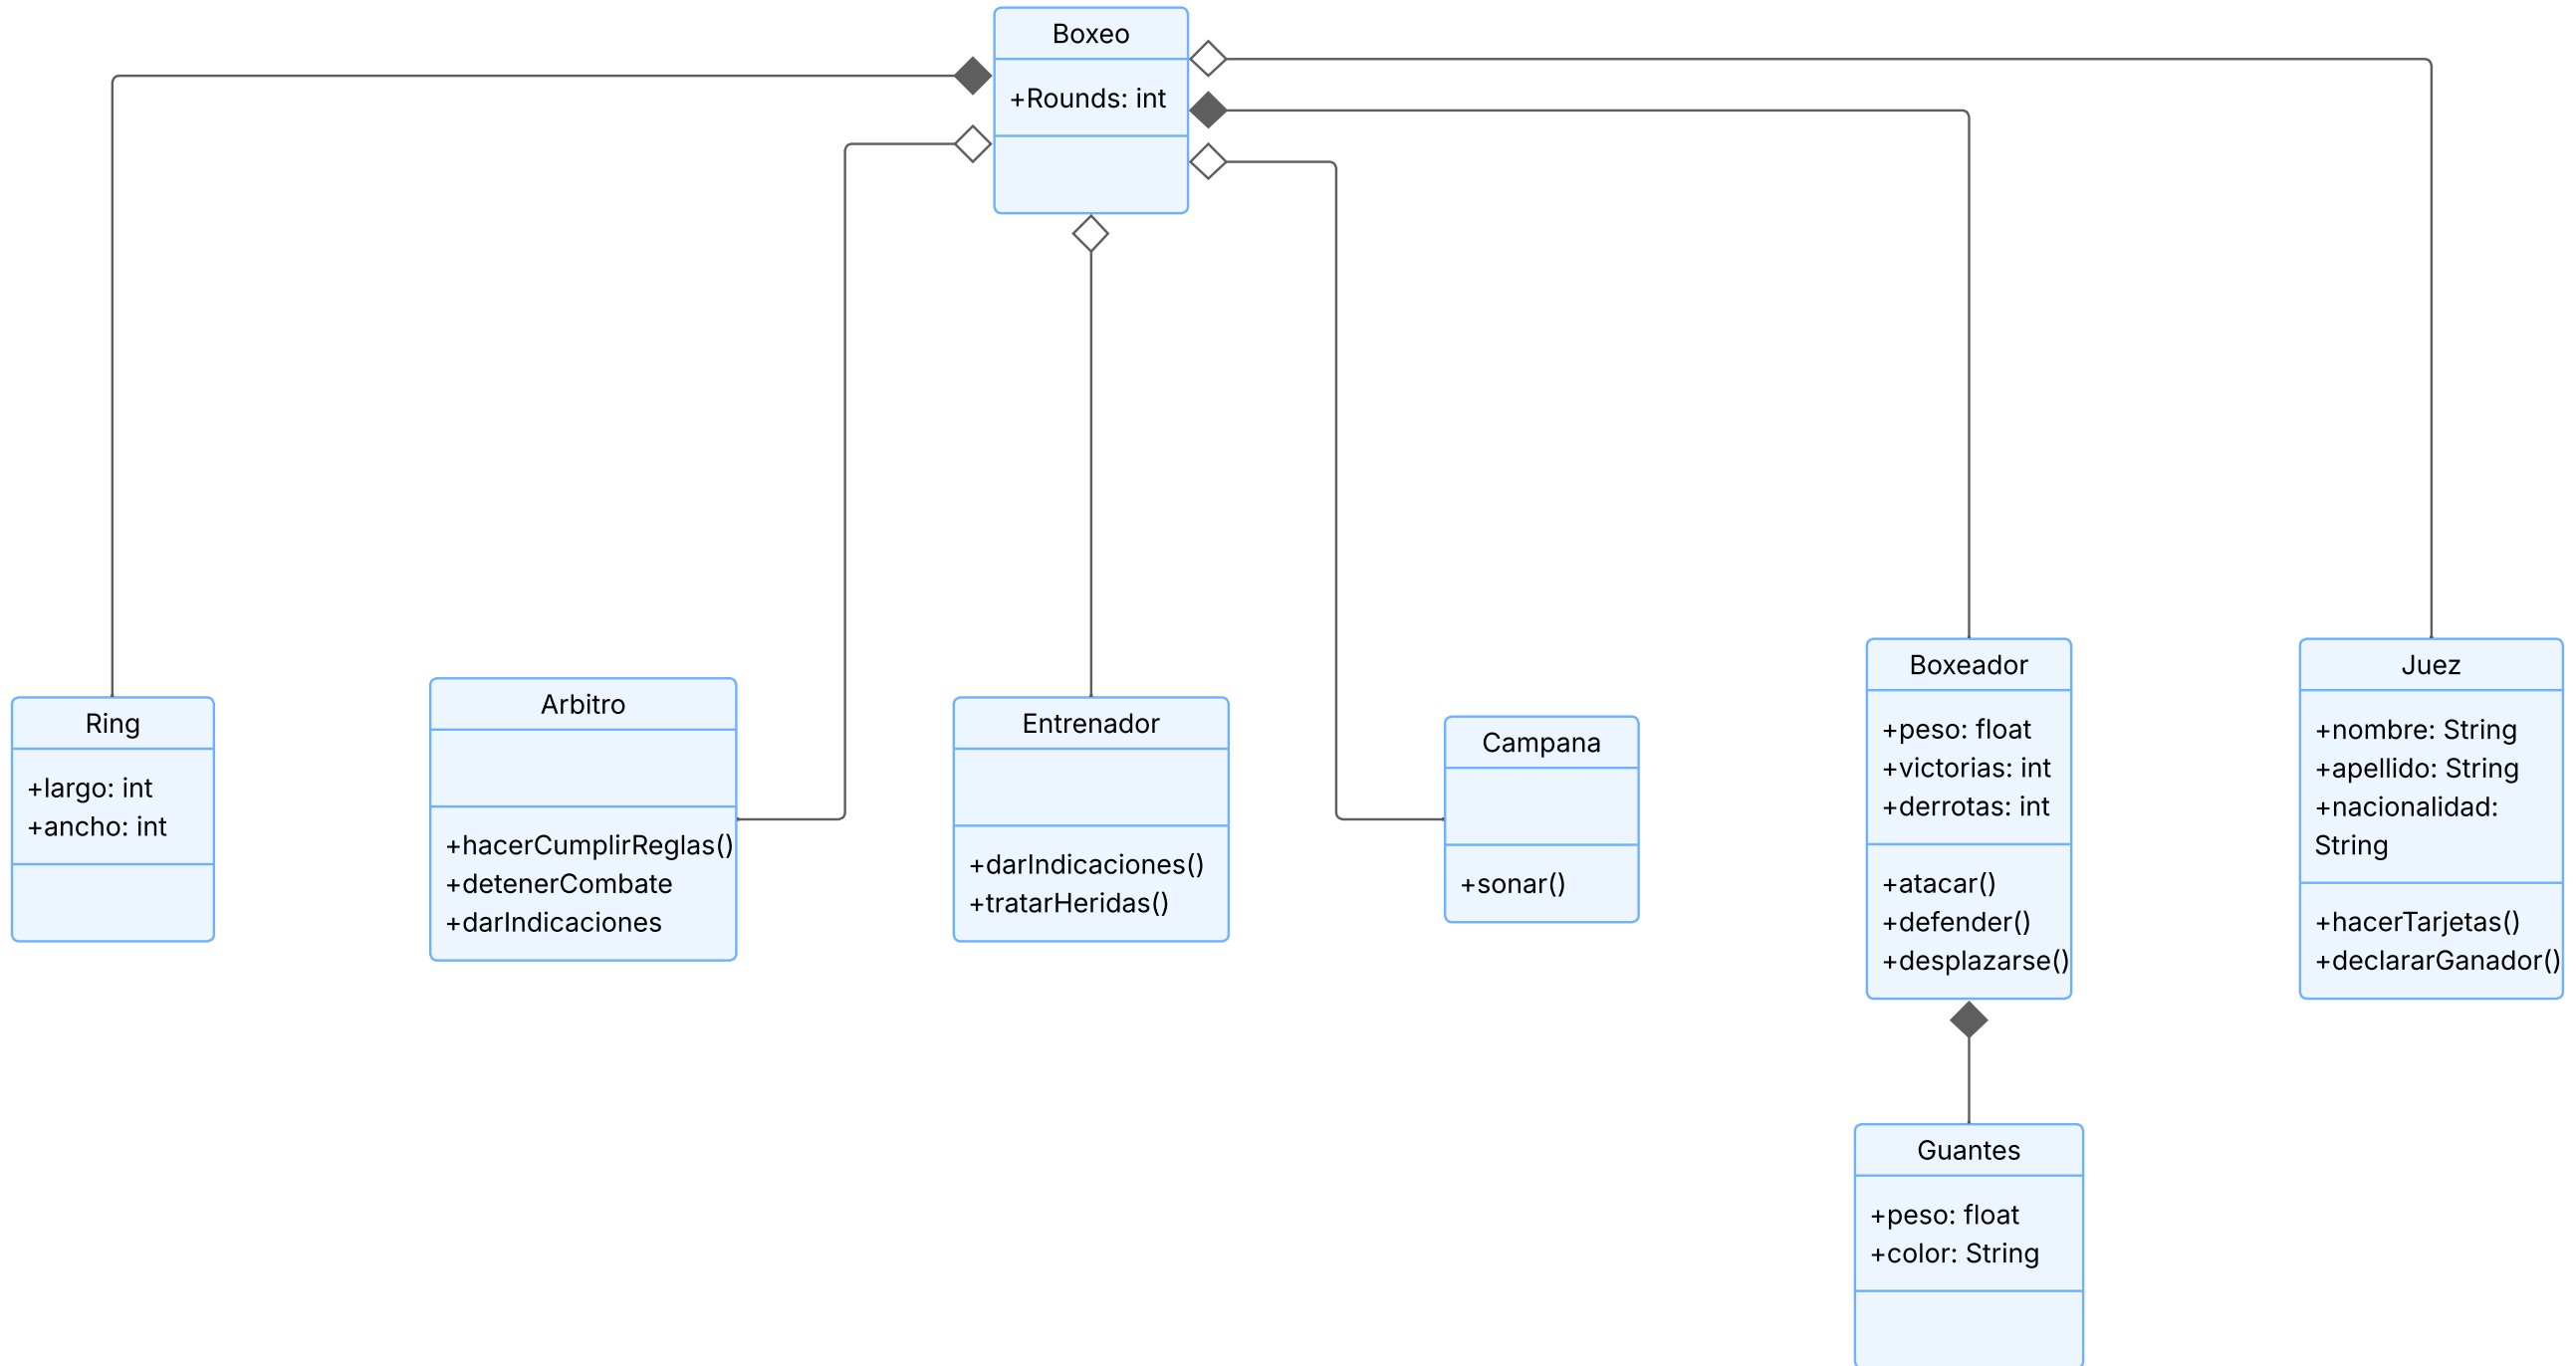 Boxeo
+Rounds: int
Ring
+largo: int
+ancho: int
Arbitro
+hacerCumplirReglas()
+detenerCombate
+darIndicaciones
Entrenador
+darIndicaciones()
+tratarHeridas()
Campana
+sonar()
Boxeador
+peso: float
+victorias: int
+derrotas: int
+atacar()
+defender()
+desplazarse()
Juez
+nombre: String
+apellido: String
+nacionalidad:
String
+hacerTarjetas()
+declararGanador()
Guantes
+peso: float
+color: String